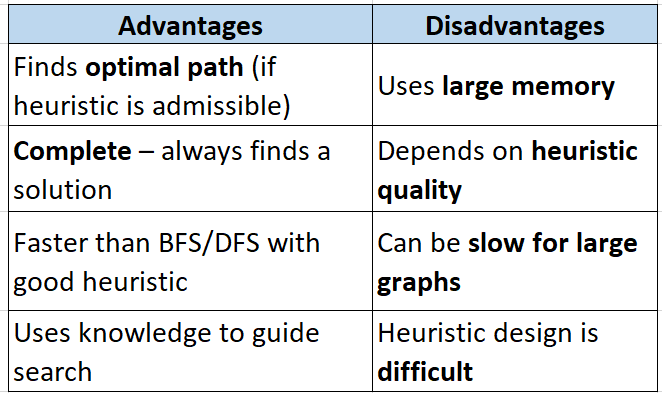 Advantages
Disadvantages
Finds optimal path (if
heuristic is admissible)
Uses large memory
Complete – always finds a
solution
Depends on heuristic
quality
Faster than BFS/DFS with
good heuristic
Can be slow for large
graphs
Uses knowledge to guide
search
Heuristic design is
difficult